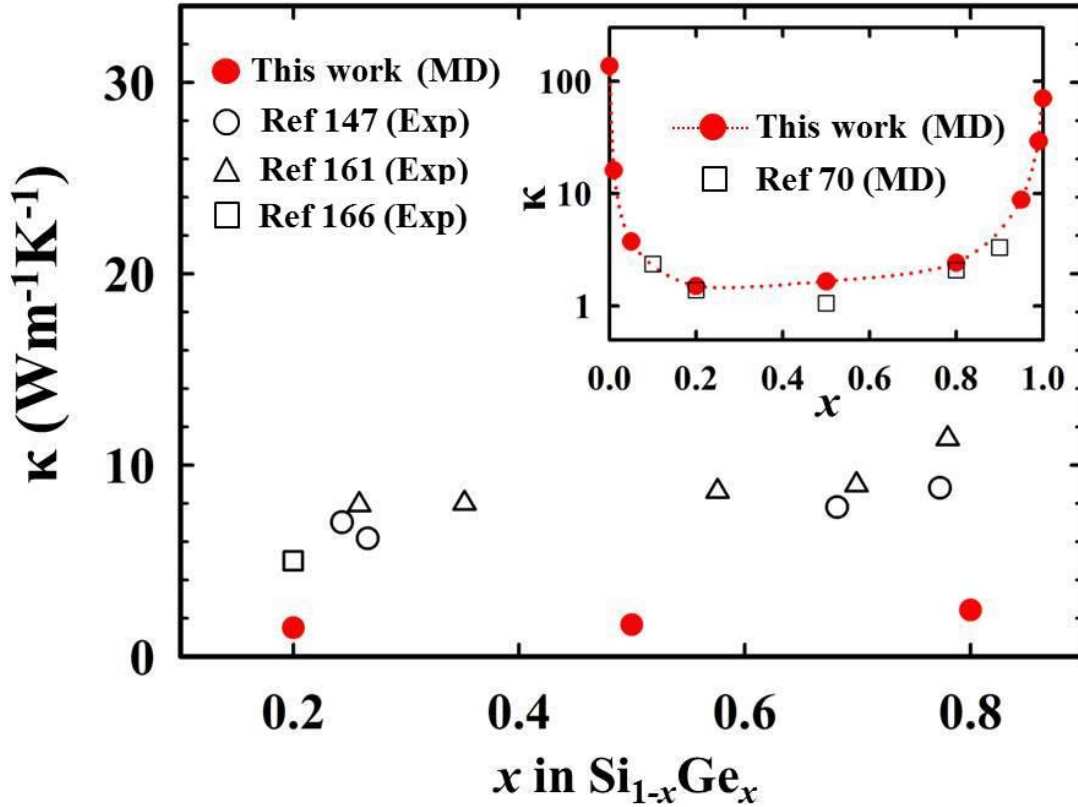 κ (Wm⁻¹K⁻¹)
30
20
10
0
This work (MD)
Ref 147 (Exp)
Ref 161 (Exp)
Ref 166 (Exp)
κ
100
10
1
This work (MD)
Ref 70 (MD)
0.0 0.2 0.4 0.6 0.8 1.0
x
0.2 0.4 0.6 0.8
x in Si₁₋ₓGeₓ